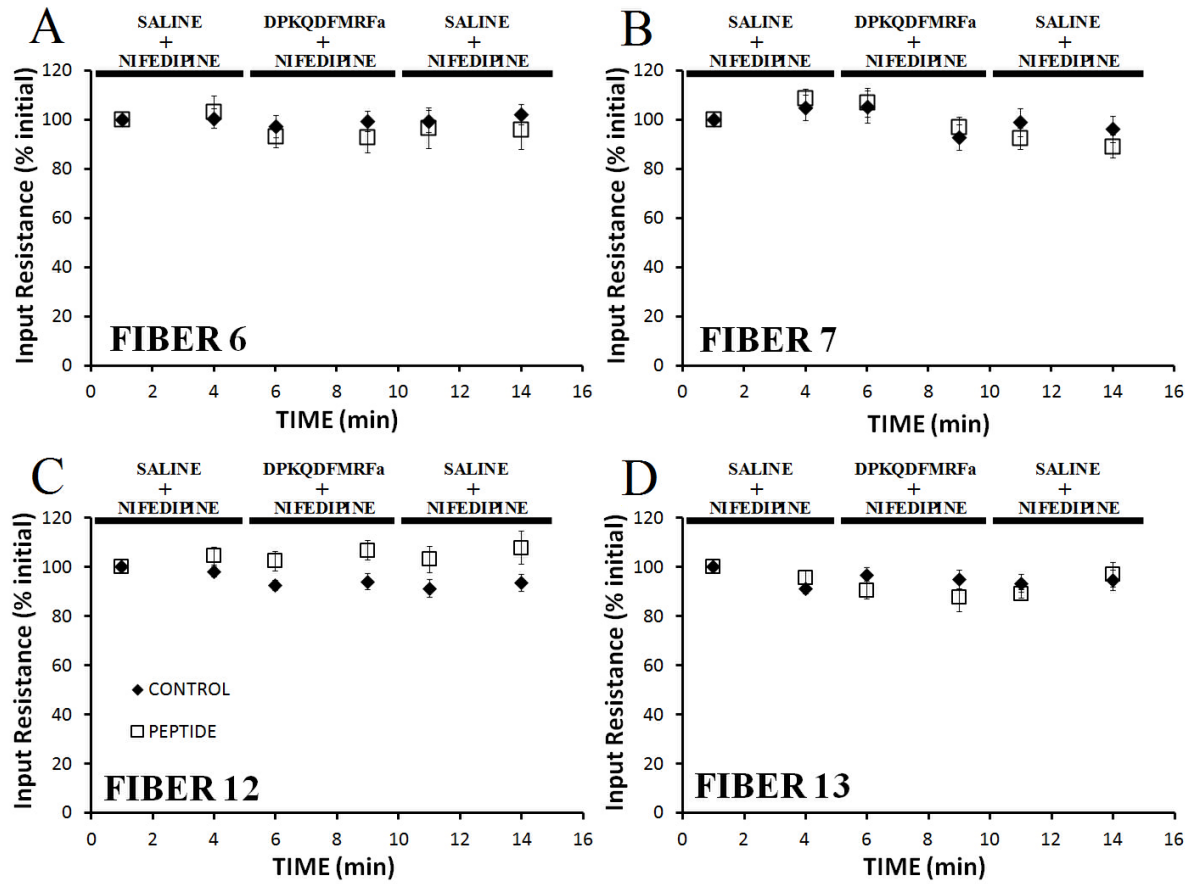 A
SALINE
+
NIFEDIPINE
DPKQDFMRFa
+
NIFEDIPINE
SALINE
+
NIFEDIPINE
Input Resistance (% initial)
120
100
80
60
40
20
0
FIBER 6
0 2 4 6 8 10 12 14 16
TIME (min)
B
SALINE
+
NIFEDIPINE
DPKQDFMRFa
+
NIFEDIPINE
SALINE
+
NIFEDIPINE
Input Resistance (% initial)
120
100
80
60
40
20
0
FIBER 7
0 2 4 6 8 10 12 14 16
TIME (min)
C
SALINE
+
NIFEDIPINE
DPKQDFMRFa
+
NIFEDIPINE
SALINE
+
NIFEDIPINE
Input Resistance (% initial)
120
100
80
60
40
20
0
CONTROL
PEPTIDE
FIBER 12
0 2 4 6 8 10 12 14 16
TIME (min)
D
SALINE
+
NIFEDIPINE
DPKQDFMRFa
+
NIFEDIPINE
SALINE
+
NIFEDIPINE
Input Resistance (% initial)
120
100
80
60
40
20
0
FIBER 13
0 2 4 6 8 10 12 14 16
TIME (min)